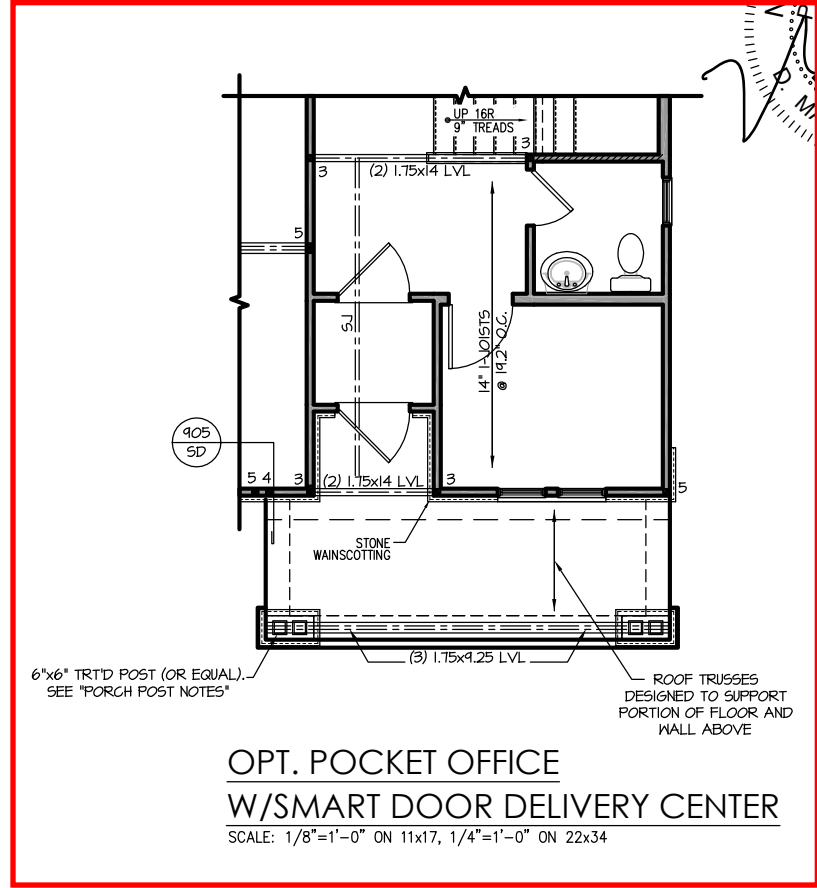 D. MA
UP 16R
9" TREADS
3
3
(2) 1.75x14 LVL
5
SJ
14" I-JOISTS
@ 19.2" O.C.
905
SD
5 4
3
(2) 1.75x14 LVL
3
5
STONE
WAINSCOTTING
(3) 1.75x9.25 LVL
6"x6" TRT'D POST (OR EQUAL).
SEE "PORCH POST NOTES"
ROOF TRUSSES
DESIGNED TO SUPPORT
PORTION OF FLOOR AND
WALL ABOVE
OPT. POCKET OFFICE
W/SMART DOOR DELIVERY CENTER
SCALE: 1/8"=1'-0" ON 11x17, 1/4"=1'-0" ON 22x34